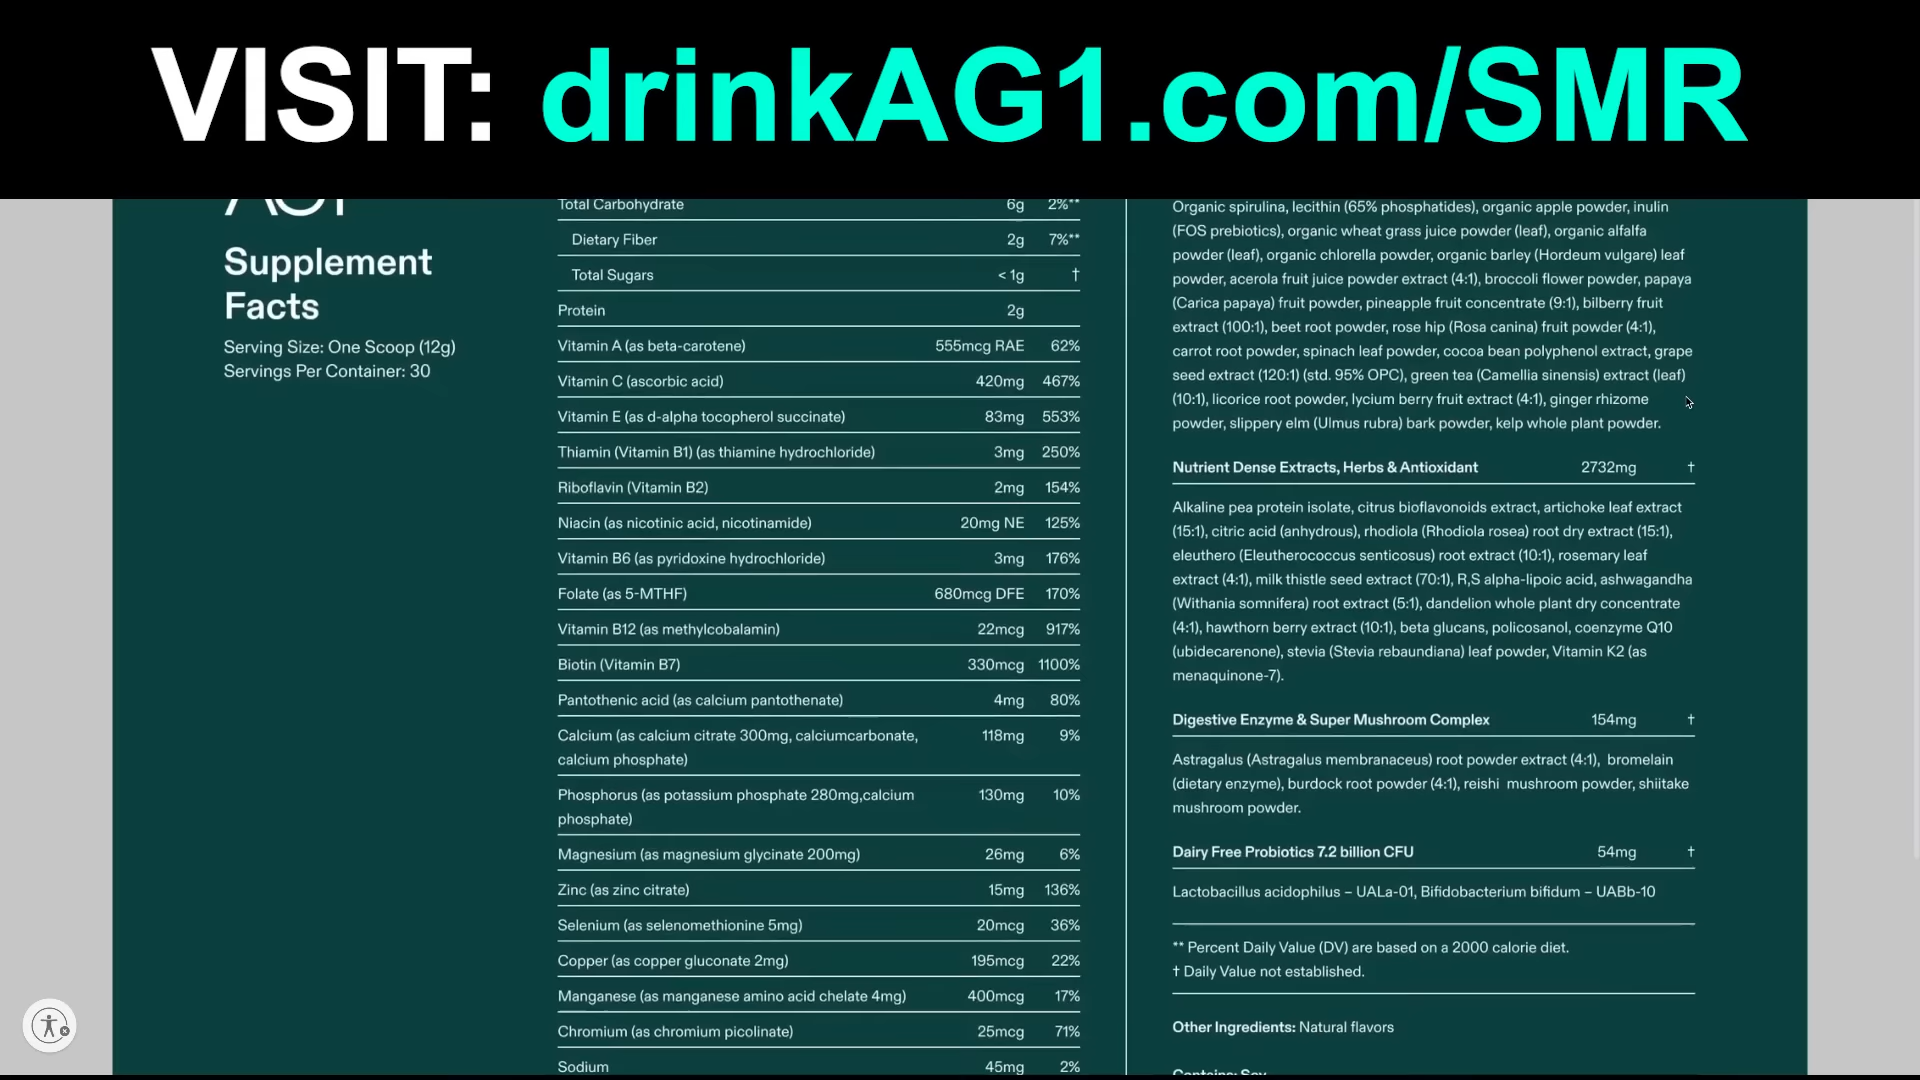 VISIT: drinkAG1.com/SMR
AG1
Supplement
Facts
Serving Size: One Scoop (12g)
Servings Per Container: 30
Total Carbohydrate 6g 2%**
Dietary Fiber 2g 7%**
Total Sugars < 1g †
Protein 2g
Vitamin A (as beta-carotene) 555mcg RAE 62%
Vitamin C (ascorbic acid) 420mg 467%
Vitamin E (as d-alpha tocopherol succinate) 83mg 553%
Thiamin (Vitamin B1) (as thiamine hydrochloride) 3mg 250%
Riboflavin (Vitamin B2) 2mg 154%
Niacin (as nicotinic acid, nicotinamide) 20mg NE 125%
Vitamin B6 (as pyridoxine hydrochloride) 3mg 176%
Folate (as 5-MTHF) 680mcg DFE 170%
Vitamin B12 (as methylcobalamin) 22mcg 917%
Biotin (Vitamin B7) 330mcg 1100%
Pantothenic acid (as calcium pantothenate) 4mg 80%
Calcium (as calcium citrate 300mg, calciumcarbonate, 118mg 9%
calcium phosphate)
Phosphorus (as potassium phosphate 280mg,calcium 130mg 10%
phosphate)
Magnesium (as magnesium glycinate 200mg) 26mg 6%
Zinc (as zinc citrate) 15mg 136%
Selenium (as selenomethionine 5mg) 20mcg 36%
Copper (as copper gluconate 2mg) 195mcg 22%
Manganese (as manganese amino acid chelate 4mg) 400mcg 17%
Chromium (as chromium picolinate) 25mcg 71%
Sodium 45mg 2%
Organic spirulina, lecithin (65% phosphatides), organic apple powder, inulin
(FOS prebiotics), organic wheat grass juice powder (leaf), organic alfalfa
powder (leaf), organic chlorella powder, organic barley (Hordeum vulgare) leaf
powder, acerola fruit juice powder extract (4:1), broccoli flower powder, papaya
(Carica papaya) fruit powder, pineapple fruit concentrate (9:1), bilberry fruit
extract (100:1), beet root powder, rose hip (Rosa canina) fruit powder (4:1),
carrot root powder, spinach leaf powder, cocoa bean polyphenol extract, grape
seed extract (120:1) (std. 95% OPC), green tea (Camellia sinensis) extract (leaf)
(10:1), licorice root powder, lycium berry fruit extract (4:1), ginger rhizome
powder, slippery elm (Ulmus rubra) bark powder, kelp whole plant powder.
Nutrient Dense Extracts, Herbs & Antioxidant 2732mg †
Alkaline pea protein isolate, citrus bioflavonoids extract, artichoke leaf extract
(15:1), citric acid (anhydrous), rhodiola (Rhodiola rosea) root dry extract (15:1),
eleuthero (Eleutherococcus senticosus) root extract (10:1), rosemary leaf
extract (4:1), milk thistle seed extract (70:1), R,S alpha-lipoic acid, ashwagandha
(Withania somnifera) root extract (5:1), dandelion whole plant dry concentrate
(4:1), hawthorn berry extract (10:1), beta glucans, policosanol, coenzyme Q10
(ubidecarenone), stevia (Stevia rebaundiana) leaf powder, Vitamin K2 (as
menaquinone-7).
Digestive Enzyme & Super Mushroom Complex 154mg †
Astragalus (Astragalus membranaceus) root powder extract (4:1), bromelain
(dietary enzyme), burdock root powder (4:1), reishi mushroom powder, shiitake
mushroom powder.
Dairy Free Probiotics 7.2 billion CFU 54mg †
Lactobacillus acidophilus – UALa-01, Bifidobacterium bifidum – UABb-10
** Percent Daily Value (DV) are based on a 2000 calorie diet.
† Daily Value not established.
Other Ingredients: Natural flavors
Contains: Soy